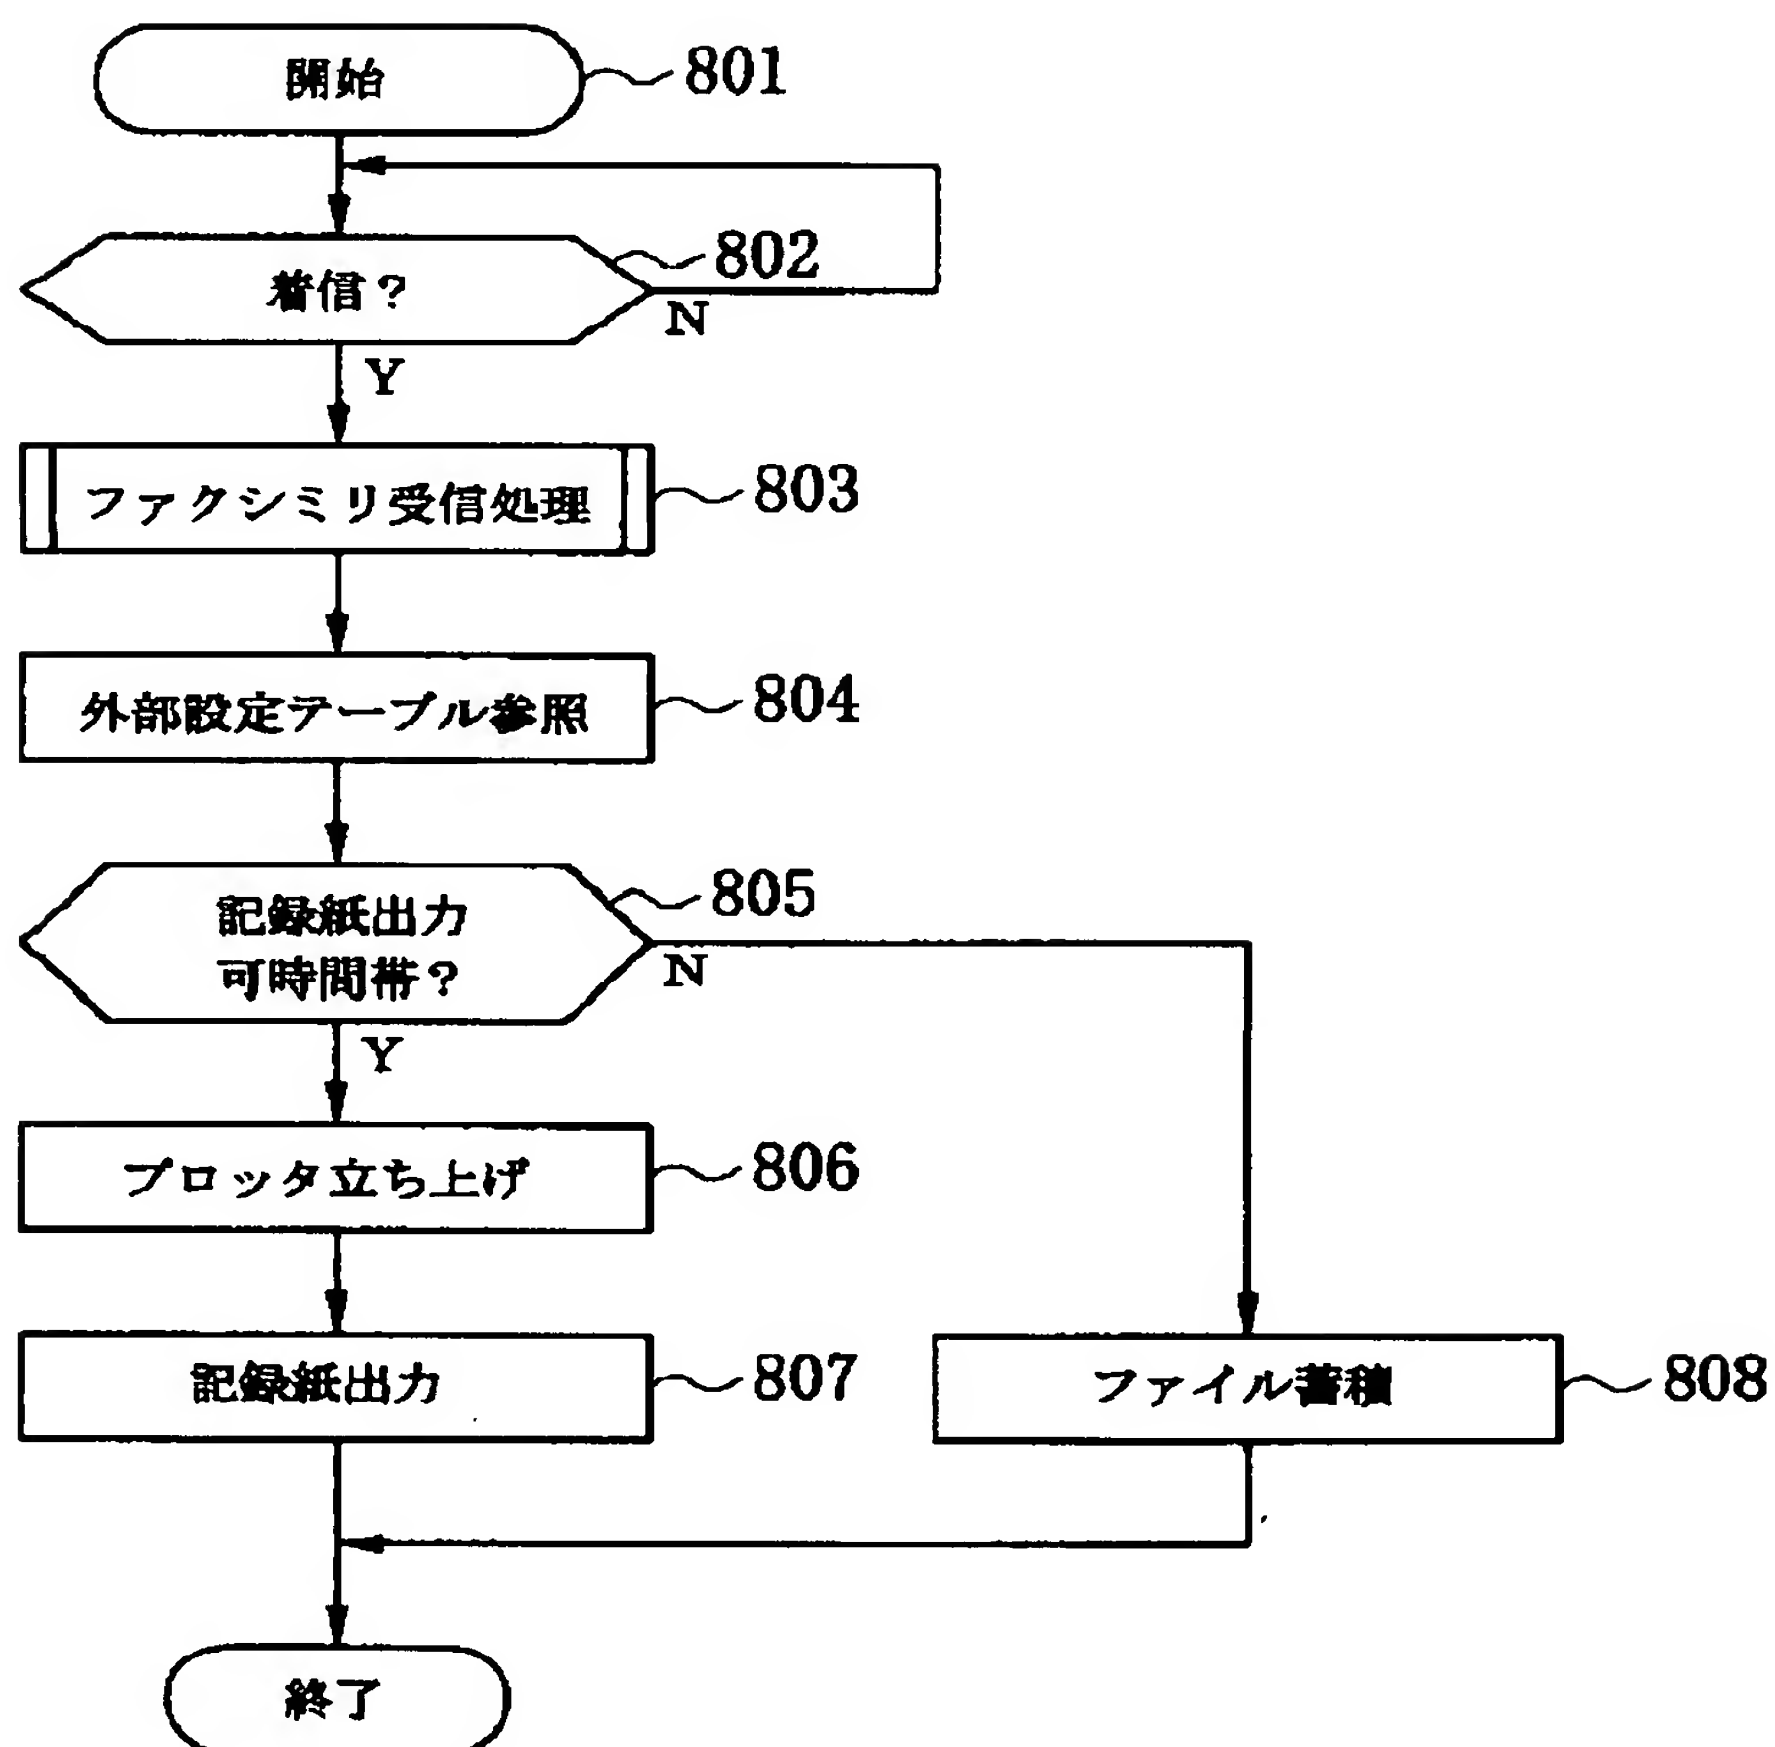 開始
801
着信？
802
N
Y
ファクシミリ受信処理
803
外部設定テーブル参照
804
記録紙出力
可時間帯？
805
N
Y
プロッタ立ち上げ
806
記録紙出力
807
ファイル蓄積
808
終了